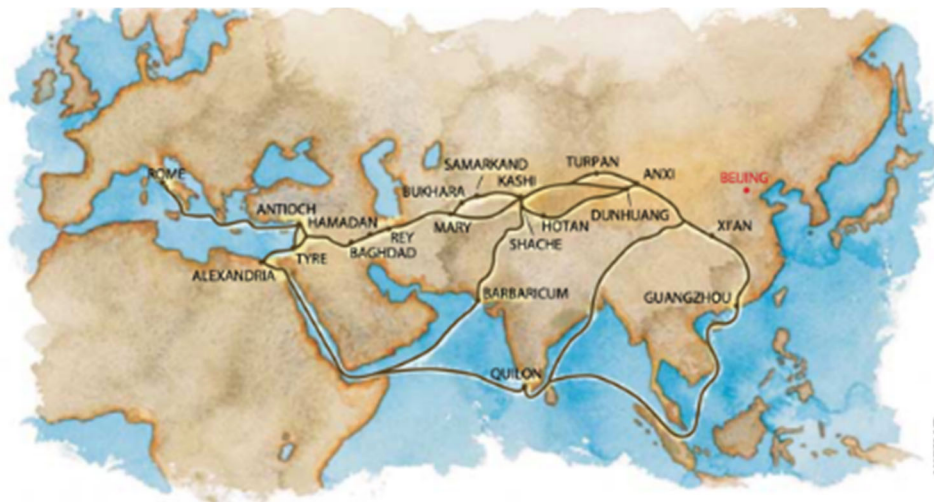 SAMARKAND
TURPAN
KASHI
ANXI
ROME
BUKHARA
BEIJING
ANTIOCH
HAMADAN
MARY
HOTAN
DUNHUANG
XI'AN
REY
SHACHE
TYRE
BAGHDAD
ALEXANDRIA
BARBARICUM
GUANGZHOU
QUILON